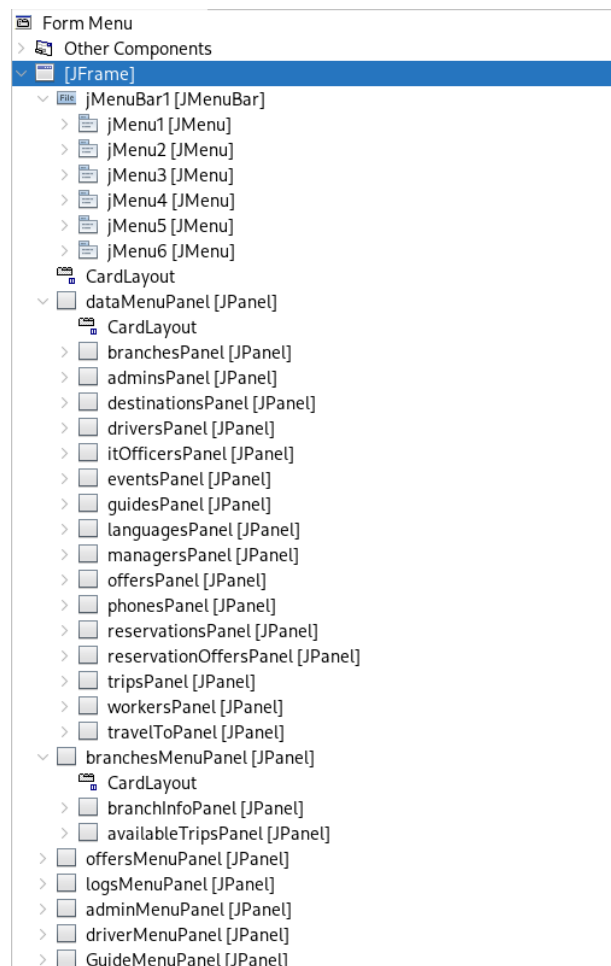 Form Menu
Other Components
[JFrame]
File jMenuBar1 [JMenuBar]
jMenu1 [JMenu]
jMenu2 [JMenu]
jMenu3 [JMenu]
jMenu4 [JMenu]
jMenu5 [JMenu]
jMenu6 [JMenu]
CardLayout
dataMenuPanel [JPanel]
CardLayout
branchesPanel [JPanel]
adminsPanel [JPanel]
destinationsPanel [JPanel]
driversPanel [JPanel]
itOfficersPanel [JPanel]
eventsPanel [JPanel]
guidesPanel [JPanel]
languagesPanel [JPanel]
managersPanel [JPanel]
offersPanel [JPanel]
phonesPanel [JPanel]
reservationsPanel [JPanel]
reservationOffersPanel [JPanel]
tripsPanel [JPanel]
workersPanel [JPanel]
travelToPanel [JPanel]
branchesMenuPanel [JPanel]
CardLayout
branchInfoPanel [JPanel]
availableTripsPanel [JPanel]
offersMenuPanel [JPanel]
logsMenuPanel [JPanel]
adminMenuPanel [JPanel]
driverMenuPanel [JPanel]
GuideMenuPanel [JPanel]